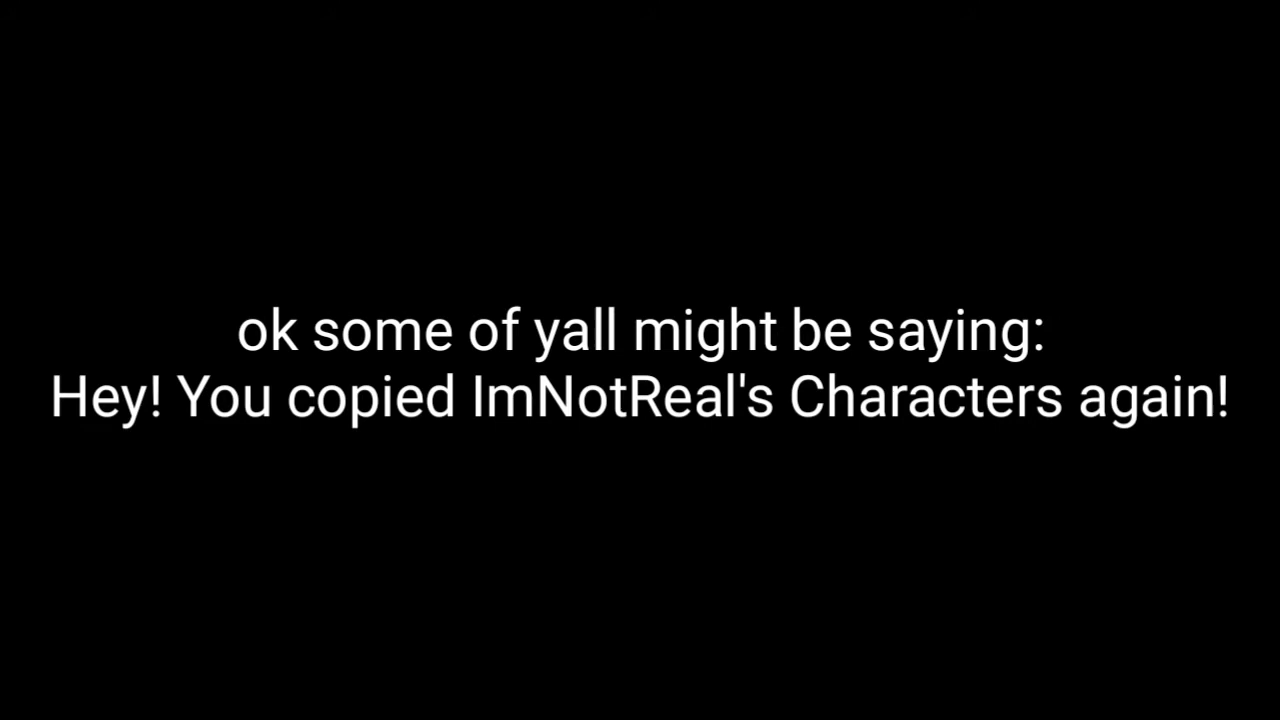 ok some of yall might be saying:
Hey! You copied ImNotReal's Characters again!